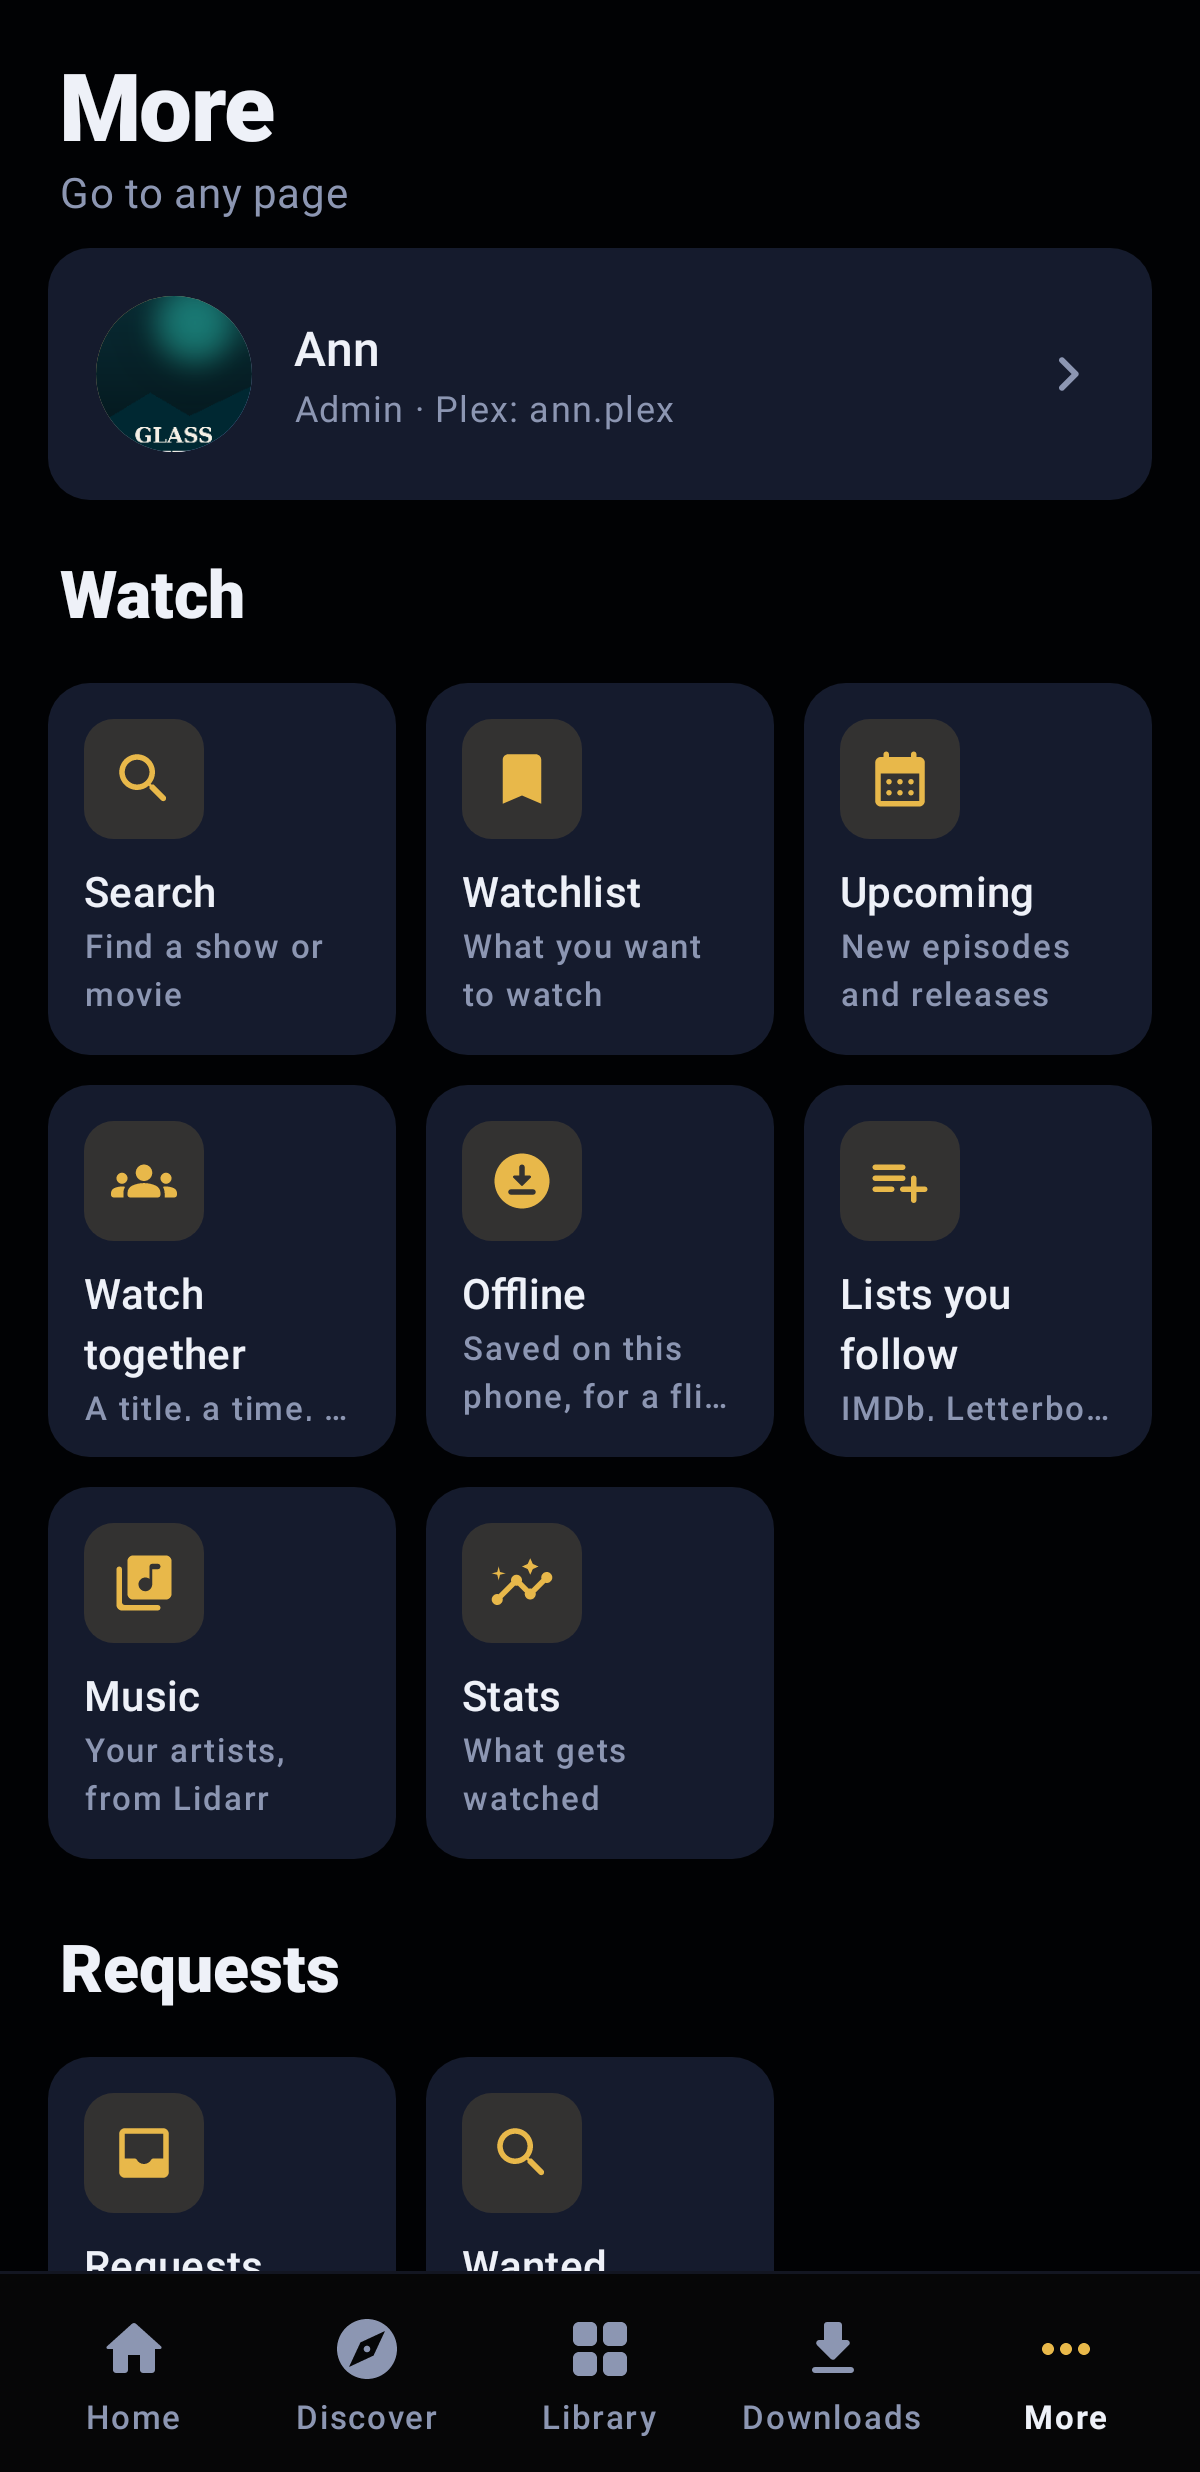 More
Go to any page
GLASS
Ann
Admin · Plex: ann.plex
Watch
Search
Find a show or
movie
Watchlist
What you want
to watch
Upcoming
New episodes
and releases
Watch
together
A title, a time, …
Offline
Saved on this
phone, for a fli…
Lists you
follow
IMDb, Letterbo…
Music
Your artists,
from Lidarr
Stats
What gets
watched
Requests
Requests
Wanted
Home
Discover
Library
Downloads
More